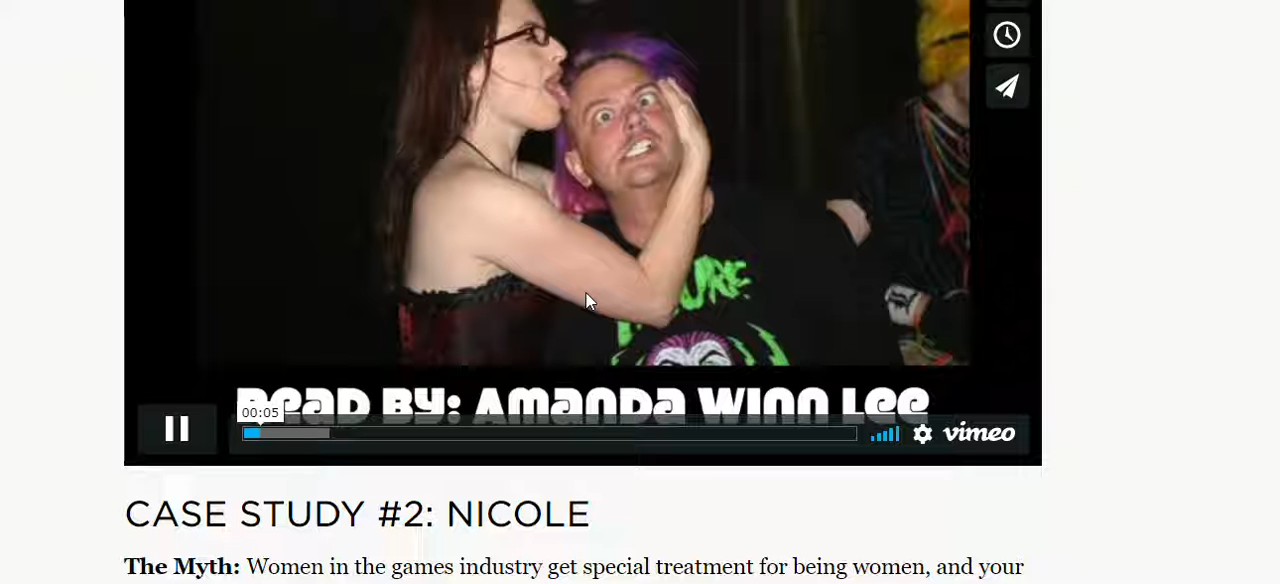 Read By: Amanda Winn Lee
00:05
vimeo
CASE STUDY #2: NICOLE
The Myth: Women in the games industry get special treatment for being women, and your